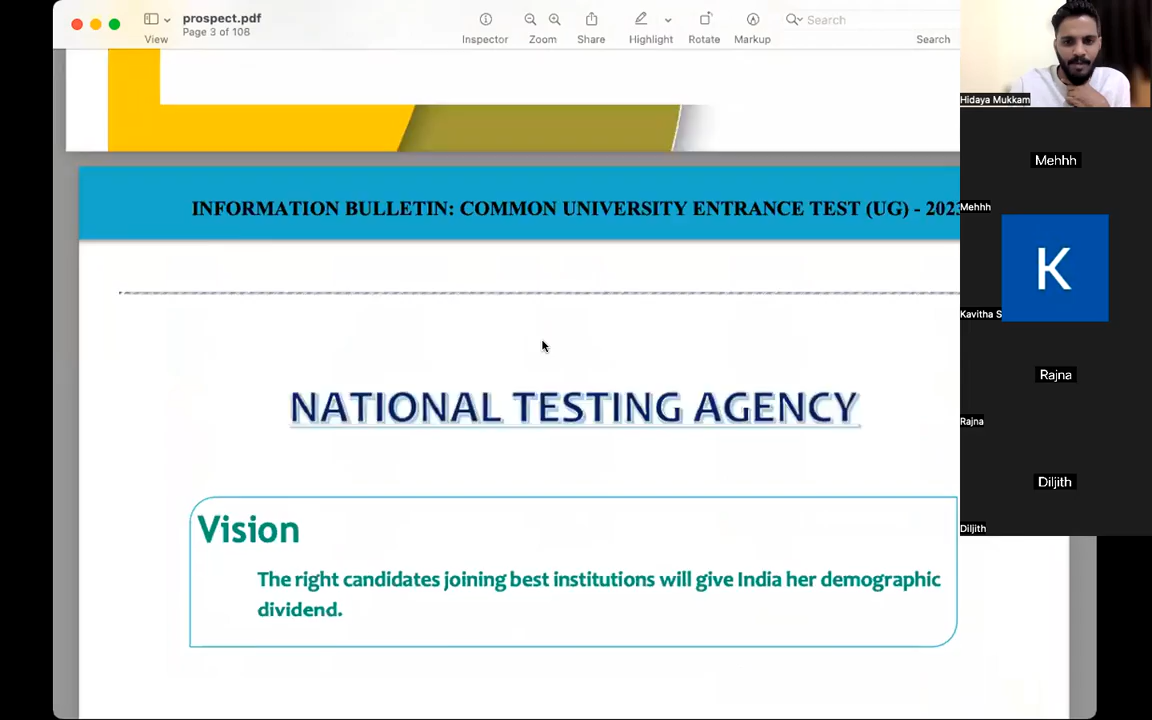 prospect.pdf
Page 3 of 108
View
Inspector
Zoom
Share
Highlight
Rotate
Markup
Search
Search
INFORMATION BULLETIN: COMMON UNIVERSITY ENTRANCE TEST (UG) - 2023
NATIONAL TESTING AGENCY
Vision
The right candidates joining best institutions will give India her demographic
dividend.
Hidaya Mukkam
Mehhh
Mehhh
K
Kavitha S
Rajna
Rajna
Diljith
Diljith